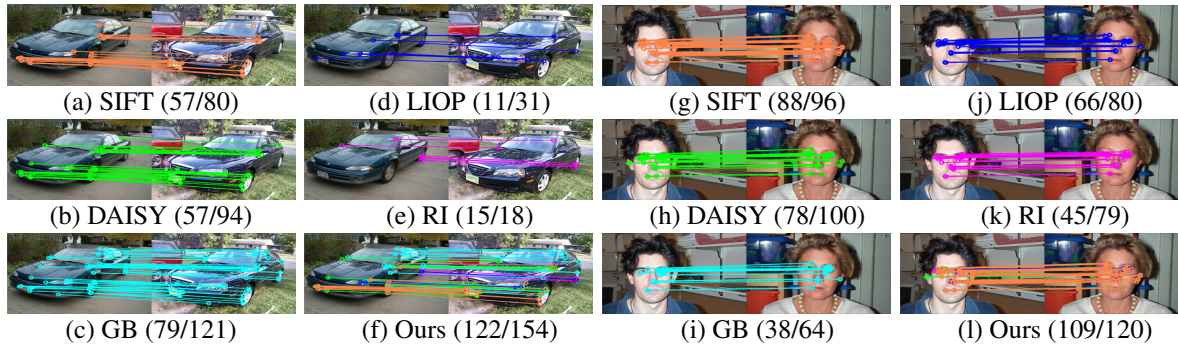 (a) SIFT (57/80)
(d) LIOP (11/31)
(g) SIFT (88/96)
(j) LIOP (66/80)
(b) DAISY (57/94)
(e) RI (15/18)
(h) DAISY (78/100)
(k) RI (45/79)
(c) GB (79/121)
(f) Ours (122/154)
(i) GB (38/64)
(l) Ours (109/120)